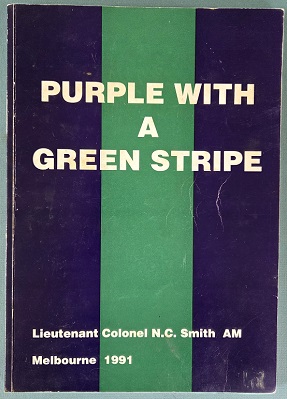 PURPLE WITH
A
GREEN STRIPE
Lieutenant Colonel N.C. Smith AM
Melbourne 1991